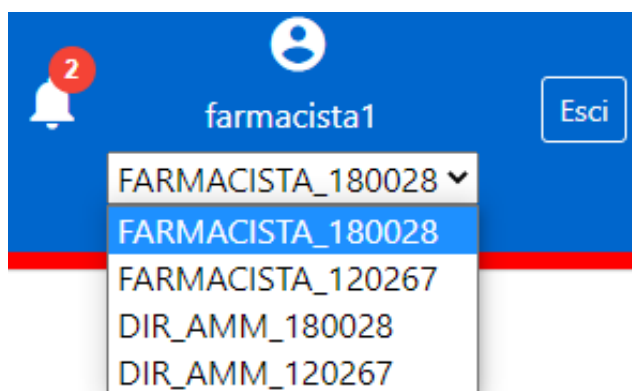 2
farmacista1
Esci
FARMACISTA_180028
FARMACISTA_180028
FARMACISTA_120267
DIR_AMM_180028
DIR_AMM_120267